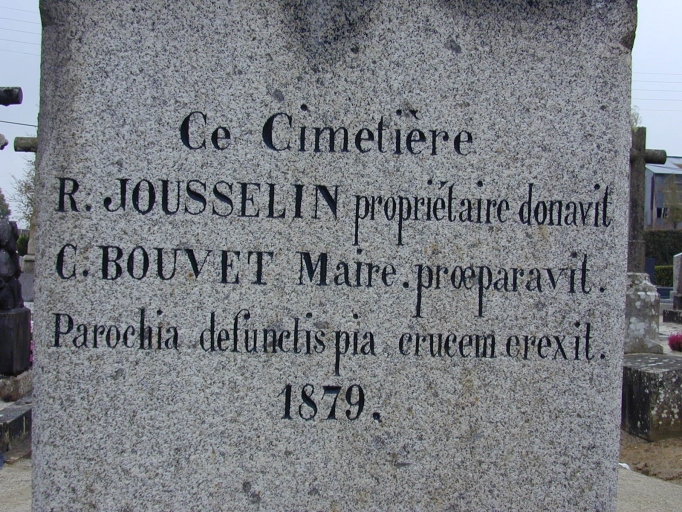 Ce Cimetière
R. JOUSSELIN propriétaire donavit
C. BOUVET Maire. prœparavit.
Parochia defunctis pia crucem erexit.
1879.